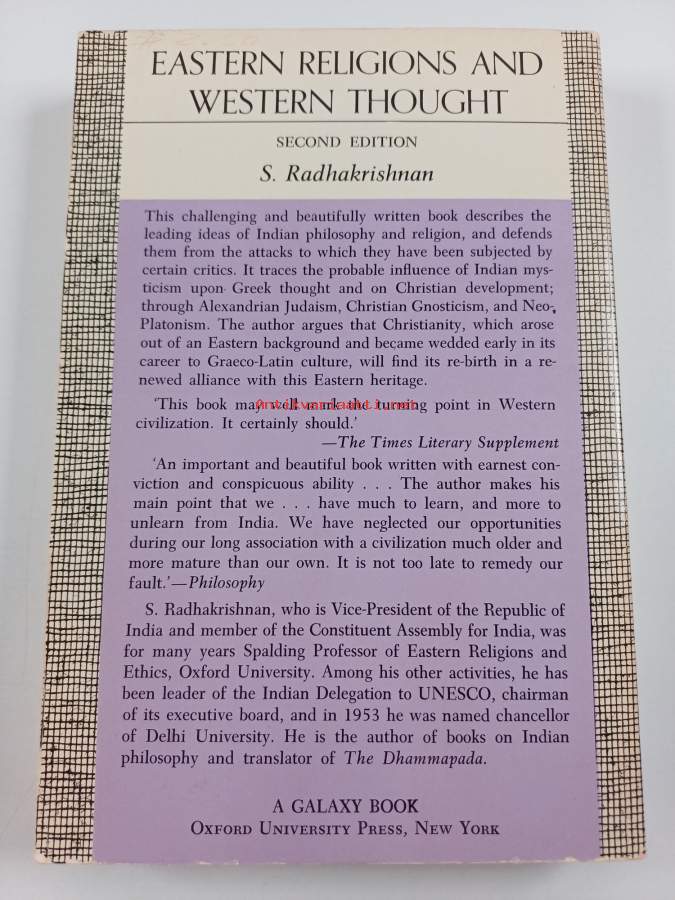 EASTERN RELIGIONS AND
WESTERN THOUGHT
SECOND EDITION
S. Radhakrishnan
This challenging and beautifully written book describes the
leading ideas of Indian philosophy and religion, and defends
them from the attacks to which they have been subjected by
certain critics. It traces the probable influence of Indian mys-
ticism upon Greek thought and on Christian development;
through Alexandrian Judaism, Christian Gnosticism, and Neo-
Platonism. The author argues that Christianity, which arose
out of an Eastern background and became wedded early in its
career to Graeco-Latin culture, will find its re-birth in a re-
newed alliance with this Eastern heritage.
'This book may well mark the turning point in Western
Antikvariaatti.net
civilization. It certainly should.'
—The Times Literary Supplement
'An important and beautiful book written with earnest con-
viction and conspicuous ability . . . The author makes his
main point that we . . . have much to learn, and more to
unlearn from India. We have neglected our opportunities
during our long association with a civilization much older and
more mature than our own. It is not too late to remedy our
fault.'—Philosophy
S. Radhakrishnan, who is Vice-President of the Republic of
India and member of the Constituent Assembly for India, was
for many years Spalding Professor of Eastern Religions and
Ethics, Oxford University. Among his other activities, he has
been leader of the Indian Delegation to UNESCO, chairman
of its executive board, and in 1953 he was named chancellor
of Delhi University. He is the author of books on Indian
philosophy and translator of The Dhammapada.
A GALAXY BOOK
OXFORD UNIVERSITY PRESS, NEW YORK